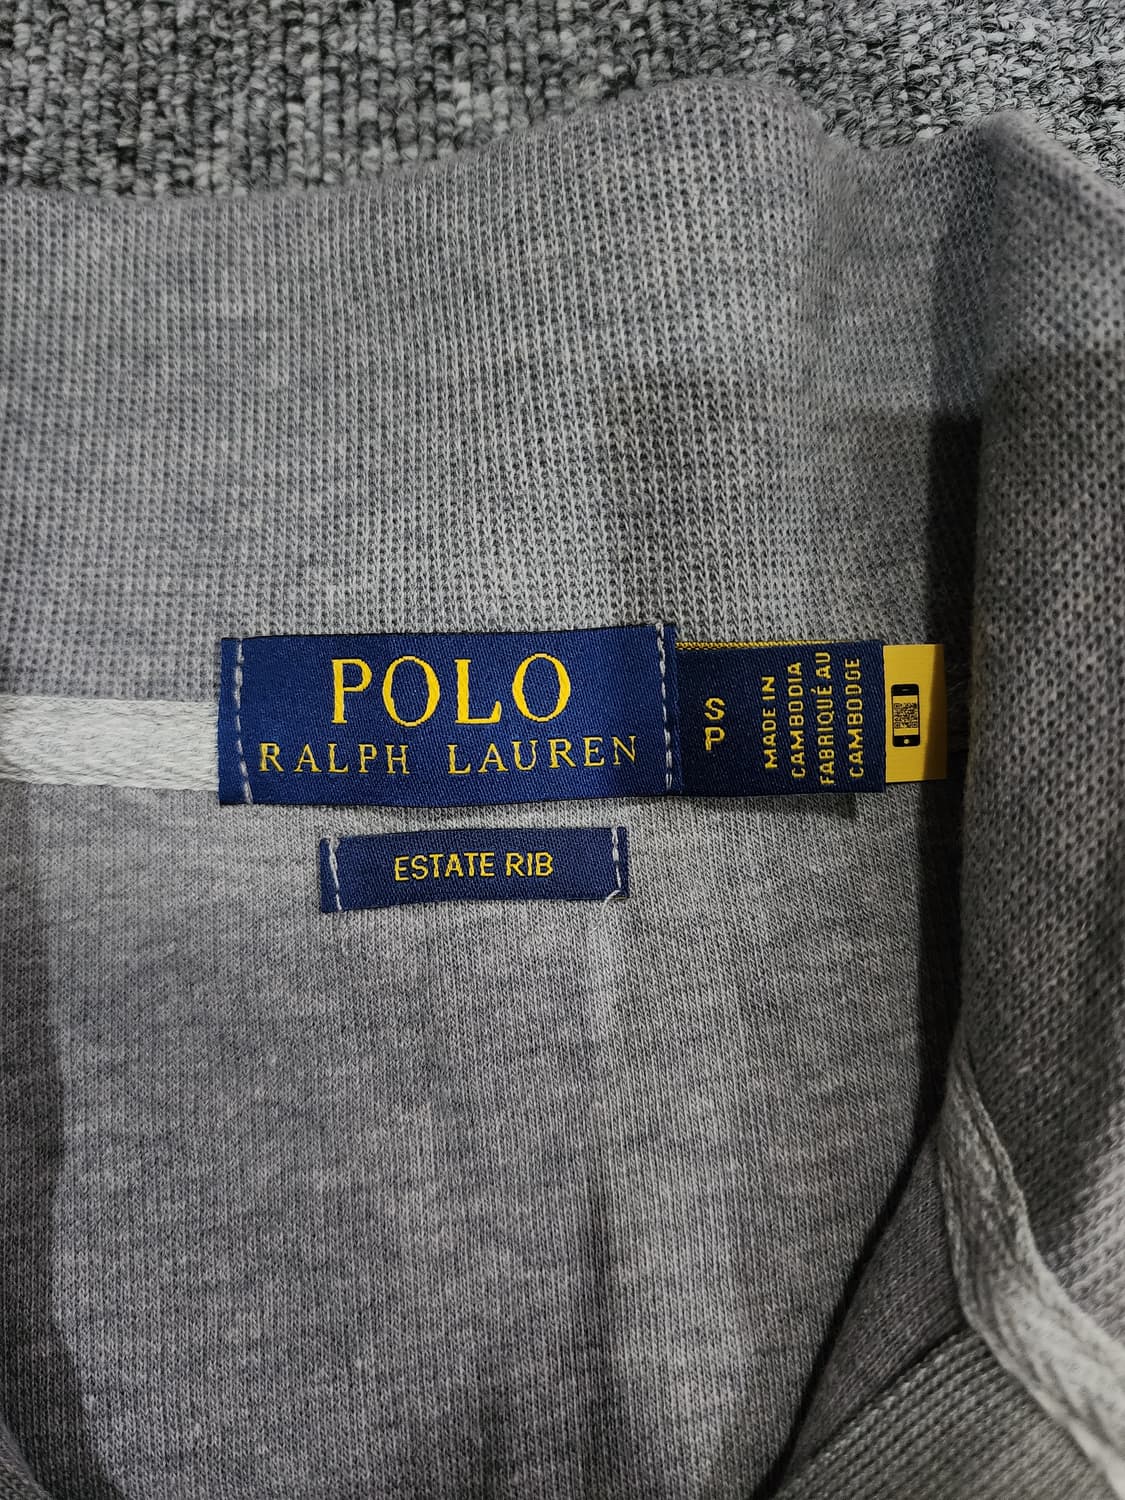 POLO
RALPH LAUREN
S
P
MADE IN
CAMBODIA
FABRIQUÉ AU
CAMBODGE
ESTATE RIB